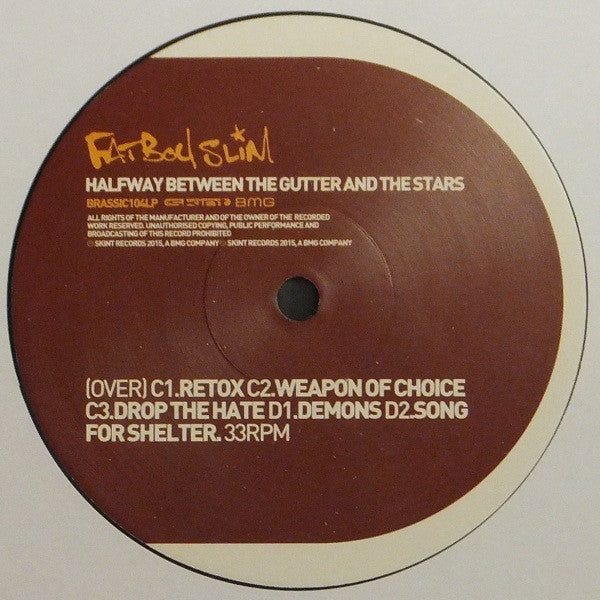 FATBOY SLIM
HALFWAY BETWEEN THE GUTTER AND THE STARS
BRASSIC104LP BMG
ALL RIGHTS OF THE MANUFACTURER AND OF THE OWNER OF THE RECORDED
WORK RESERVED. UNAUTHORISED COPYING, PUBLIC PERFORMANCE AND
BROADCASTING OF THIS RECORD PROHIBITED
℗ SKINT RECORDS 2015, A BMG COMPANY © SKINT RECORDS 2015, A BMG COMPANY
(OVER) C1.RETOX C2.WEAPON OF CHOICE
C3.DROP THE HATE D1.DEMONS D2.SONG
FOR SHELTER. 33RPM